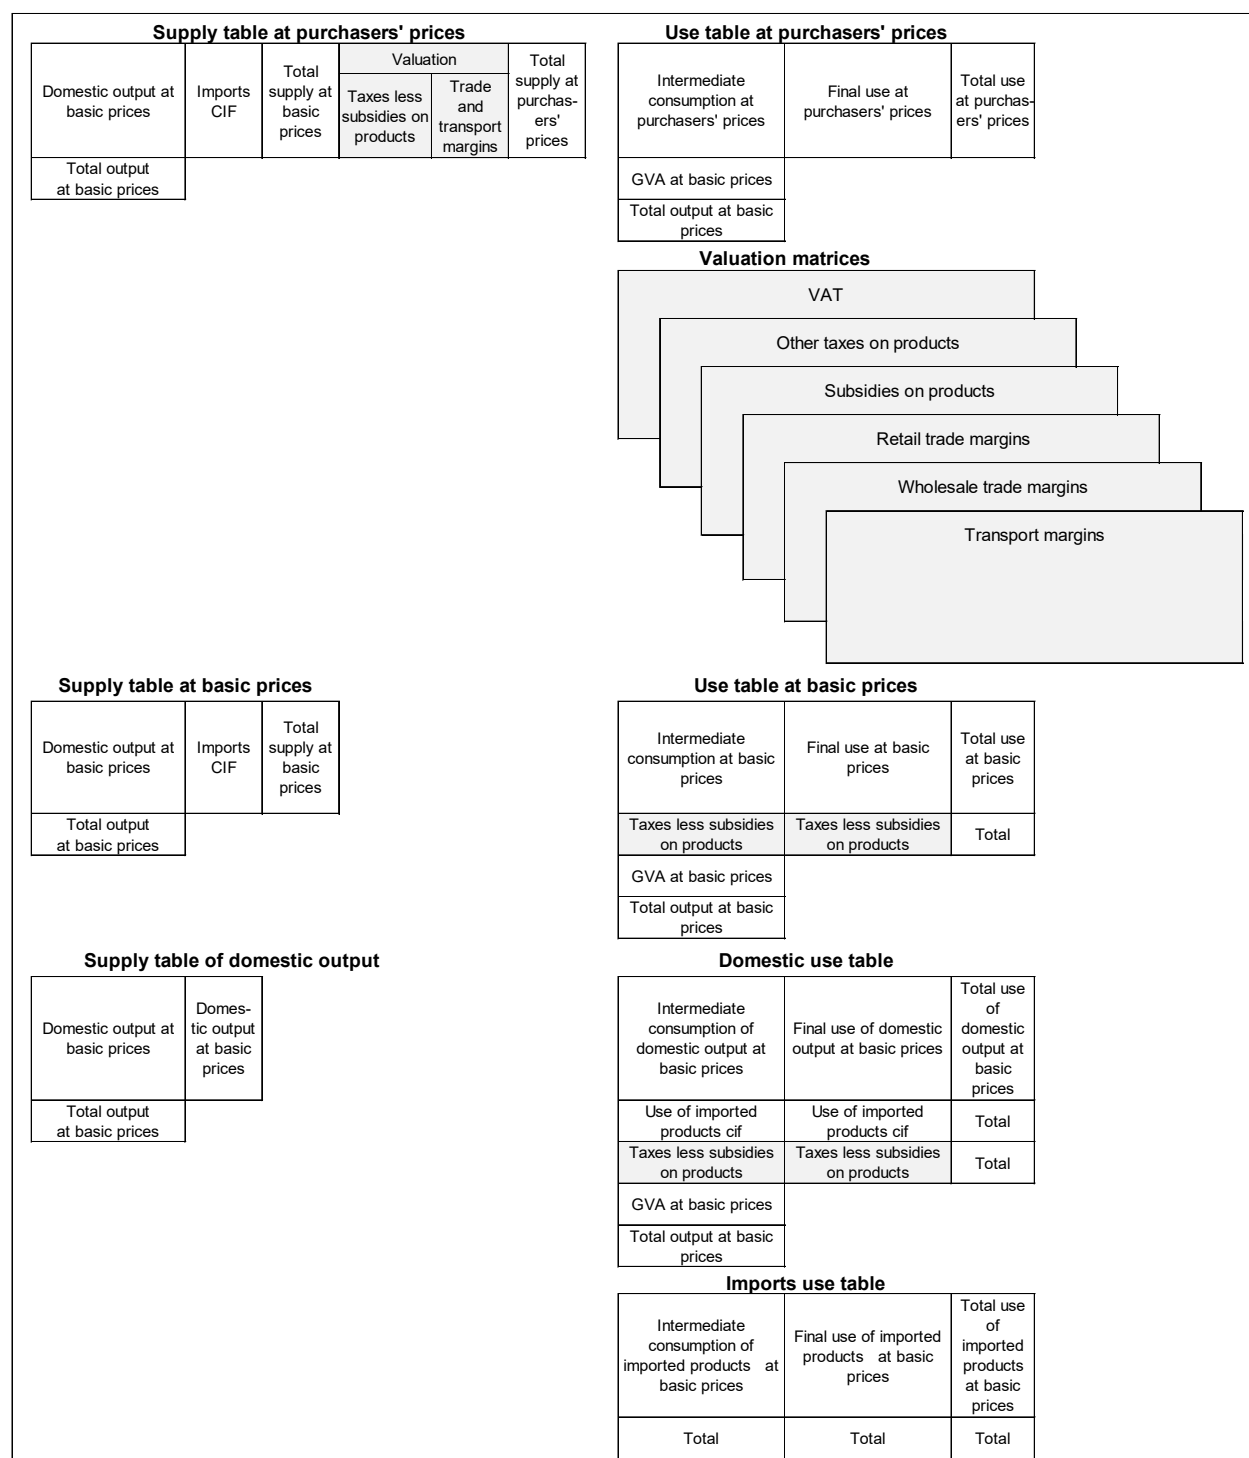 Supply table at purchasers' prices
Domestic output at
basic prices
Imports
CIF
Total
supply at
basic
prices
Valuation
Taxes less
subsidies on
products
Trade
and
transport
margins
Total
supply at
purchas-
ers'
prices
Total output
at basic prices
Use table at purchasers' prices
Intermediate
consumption at
purchasers' prices
Final use at
purchasers' prices
Total use
at purchas-
ers' prices
GVA at basic prices
Total output at basic
prices
Valuation matrices
VAT
Other taxes on products
Subsidies on products
Retail trade margins
Wholesale trade margins
Transport margins
Supply table at basic prices
Domestic output at
basic prices
Imports
CIF
Total
supply at
basic
prices
Total output
at basic prices
Use table at basic prices
Intermediate
consumption at basic
prices
Final use at basic
prices
Total use
at basic
prices
Taxes less subsidies
on products
Taxes less subsidies
on products
Total
GVA at basic prices
Total output at basic
prices
Supply table of domestic output
Domestic output at
basic prices
Domes-
tic output
at basic
prices
Total output
at basic prices
Domestic use table
Intermediate
consumption of
domestic output at
basic prices
Final use of domestic
output at basic prices
Total use
of
domestic
output at
basic
prices
Use of imported
products cif
Use of imported
products cif
Total
Taxes less subsidies
on products
Taxes less subsidies
on products
Total
GVA at basic prices
Total output at basic
prices
Imports use table
Intermediate
consumption of
imported products at
basic prices
Final use of imported
products at basic
prices
Total use
of
imported
products
at basic
prices
Total
Total
Total